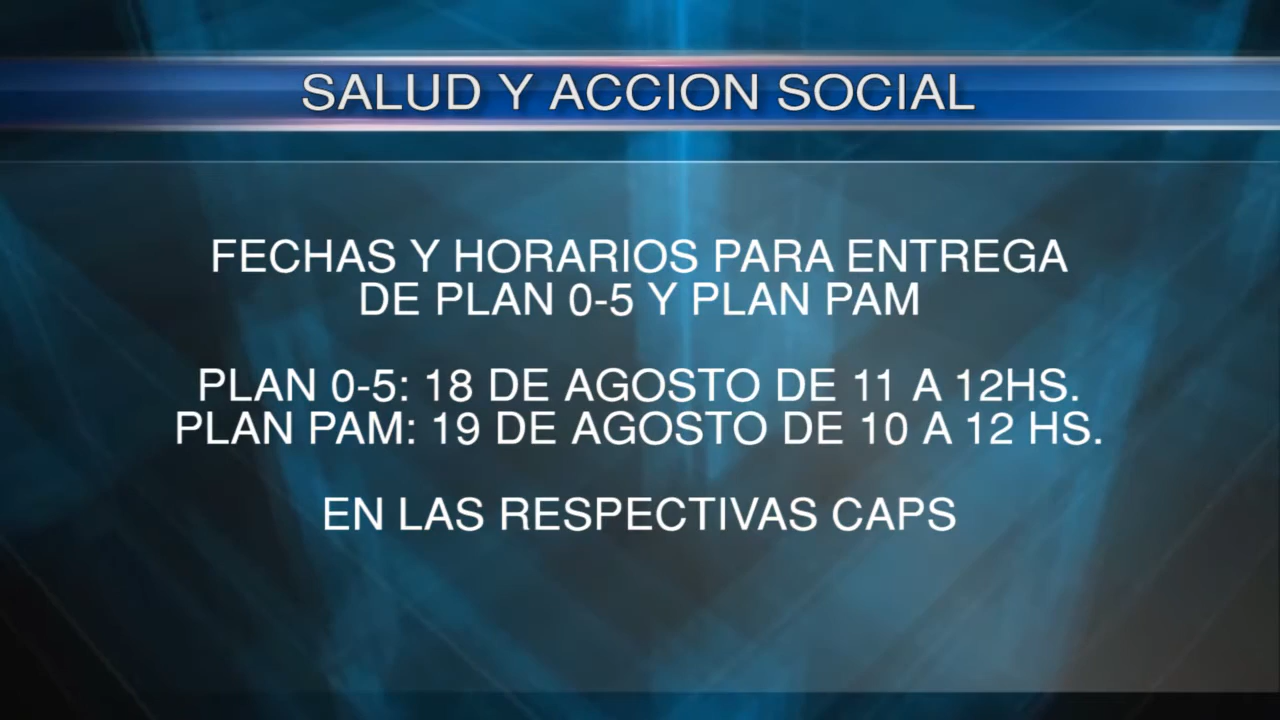 SALUD Y ACCION SOCIAL
FECHAS Y HORARIOS PARA ENTREGA
DE PLAN 0-5 Y PLAN PAM
PLAN 0-5: 18 DE AGOSTO DE 11 A 12HS.
PLAN PAM: 19 DE AGOSTO DE 10 A 12 HS.
EN LAS RESPECTIVAS CAPS